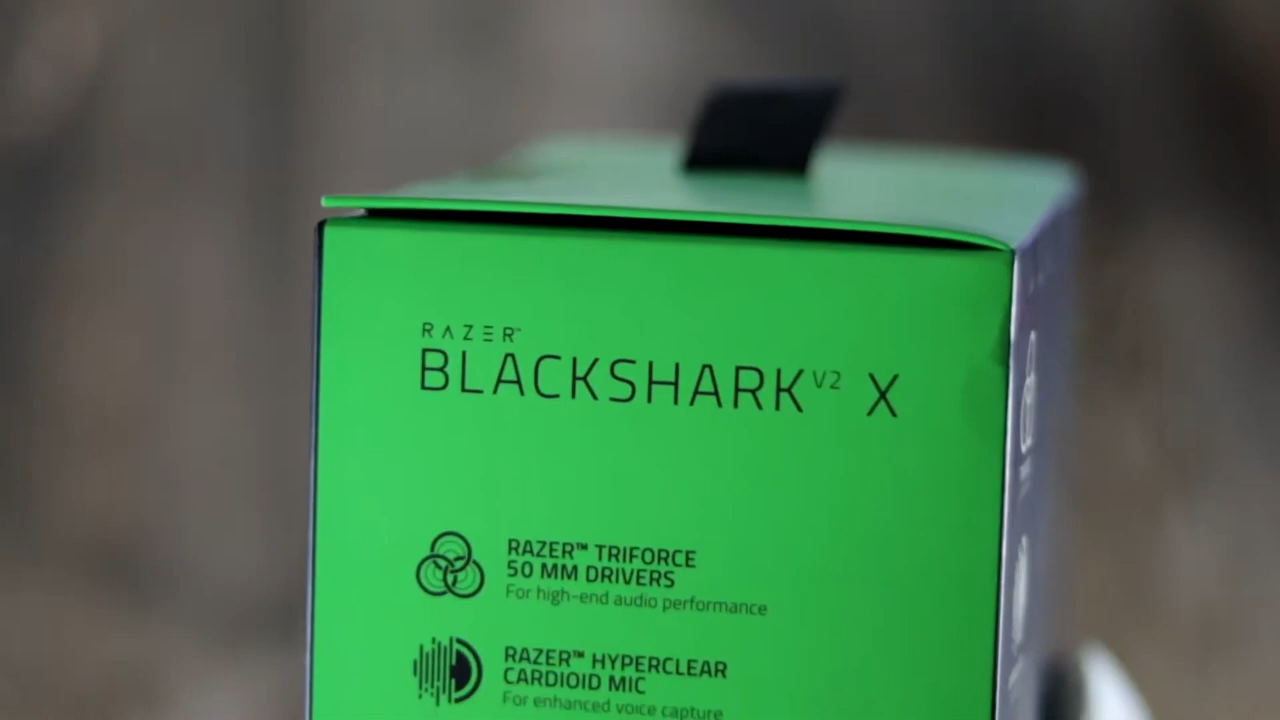 RAZER™
BLACKSHARK V2 X
RAZER™ TRIFORCE
50 MM DRIVERS
For high-end audio performance
RAZER™ HYPERCLEAR
CARDIOID MIC
For enhanced voice capture